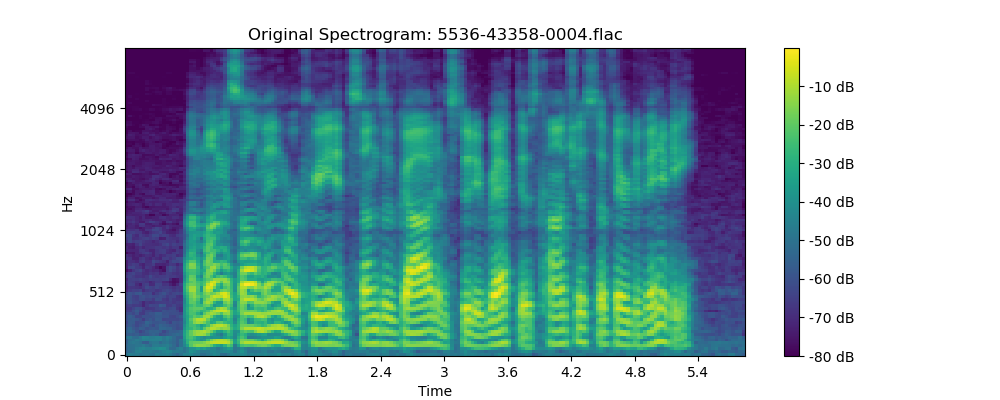 Original Spectrogram: 5536-43358-0004.flac
Hz
4096
2048
1024
512
0
0 0.6 1.2 1.8 2.4 3 3.6 4.2 4.8 5.4
Time
-10 dB
-20 dB
-30 dB
-40 dB
-50 dB
-60 dB
-70 dB
-80 dB